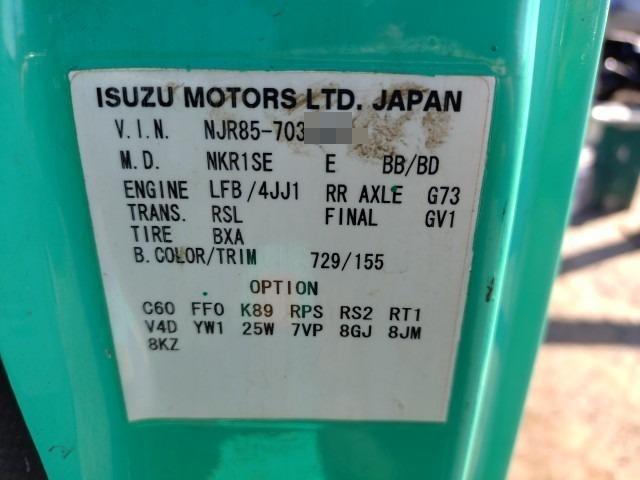 ISUZU MOTORS LTD. JAPAN
V.I.N. NJR85-703
M.D. NKR1SE E BB/BD
ENGINE LFB/4JJ1 RR AXLE G73
TRANS. RSL FINAL GV1
TIRE BXA
B.COLOR/TRIM 729/155
OPTION
C60 FF0 K89 RPS RS2 RT1
V4D YW1 25W 7VP 8GJ 8JM
8KZ